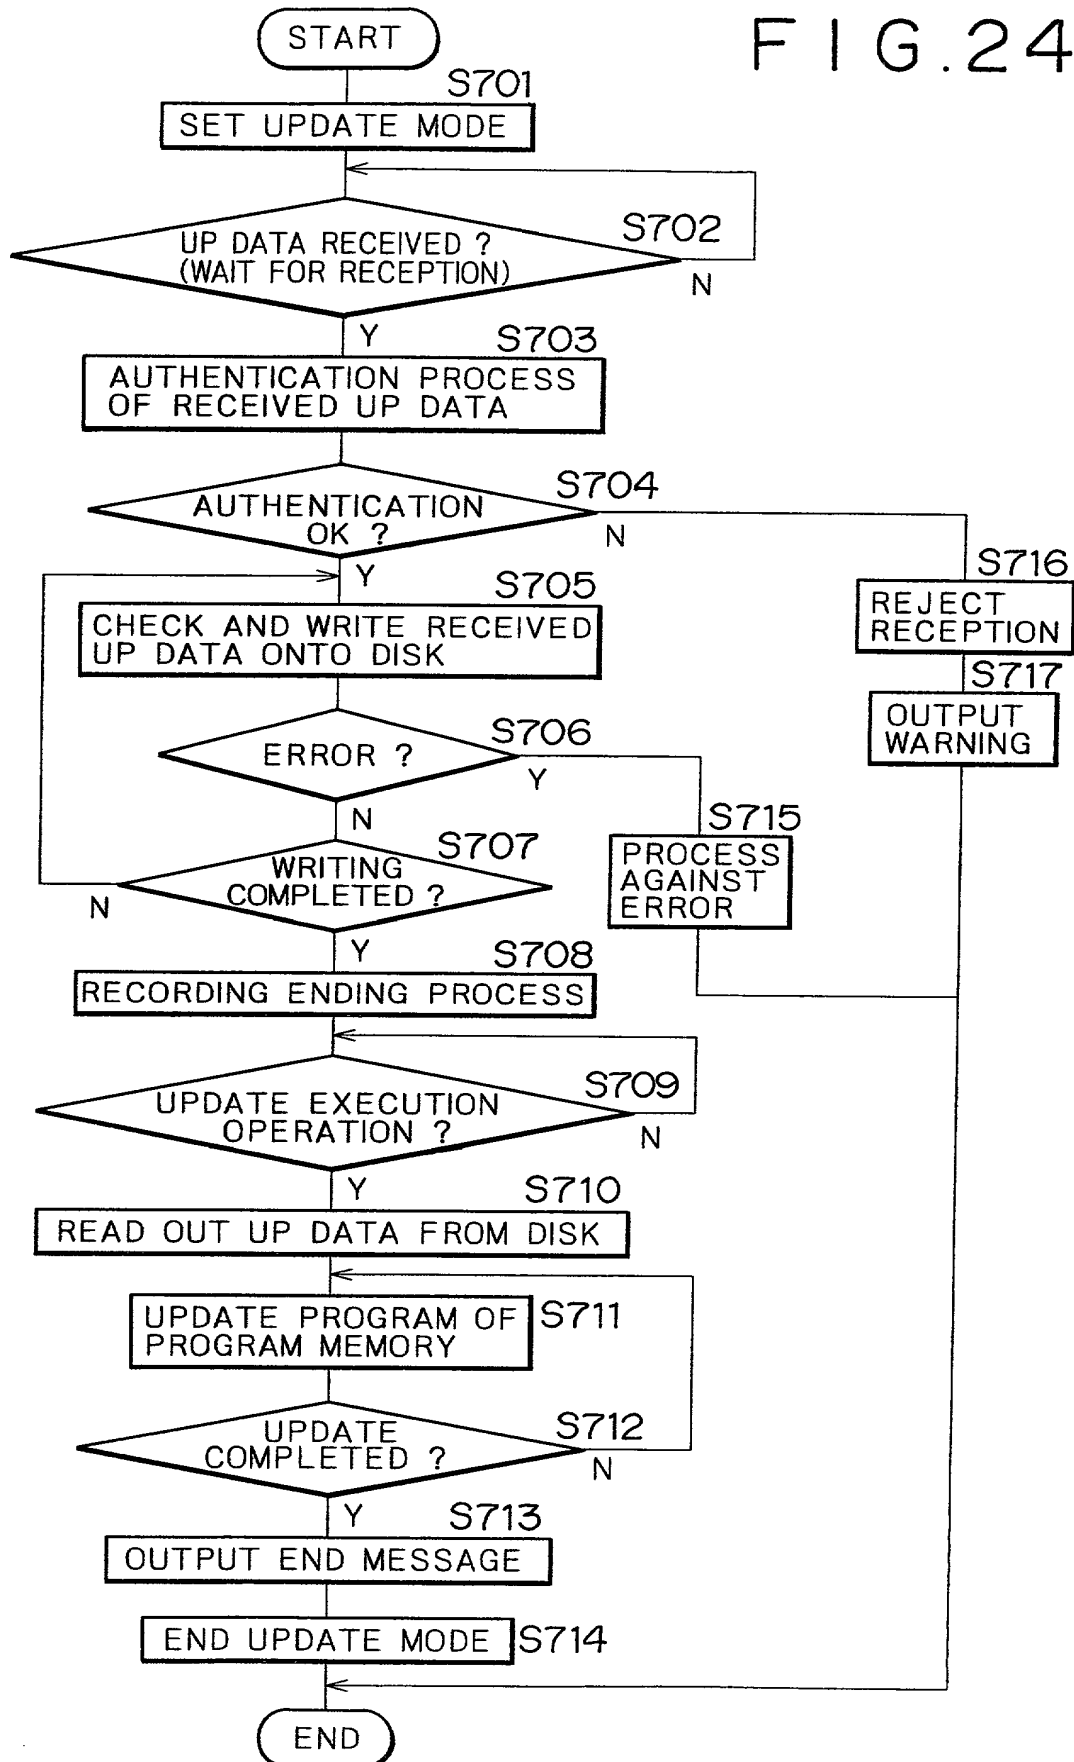 FIG.24
START
S701
SET UPDATE MODE
S702
UP DATA RECEIVED ?
(WAIT FOR RECEPTION)
N
Y
S703
AUTHENTICATION PROCESS
OF RECEIVED UP DATA
S704
AUTHENTICATION
OK ?
N
Y
S716
REJECT
RECEPTION
S705
CHECK AND WRITE RECEIVED
UP DATA ONTO DISK
S717
OUTPUT
WARNING
S706
ERROR ?
Y
N
S715
PROCESS
AGAINST
ERROR
S707
WRITING
COMPLETED ?
N
Y
S708
RECORDING ENDING PROCESS
S709
UPDATE EXECUTION
OPERATION ?
N
Y
S710
READ OUT UP DATA FROM DISK
S711
UPDATE PROGRAM OF
PROGRAM MEMORY
S712
UPDATE
COMPLETED ?
N
Y
S713
OUTPUT END MESSAGE
END UPDATE MODE
S714
END